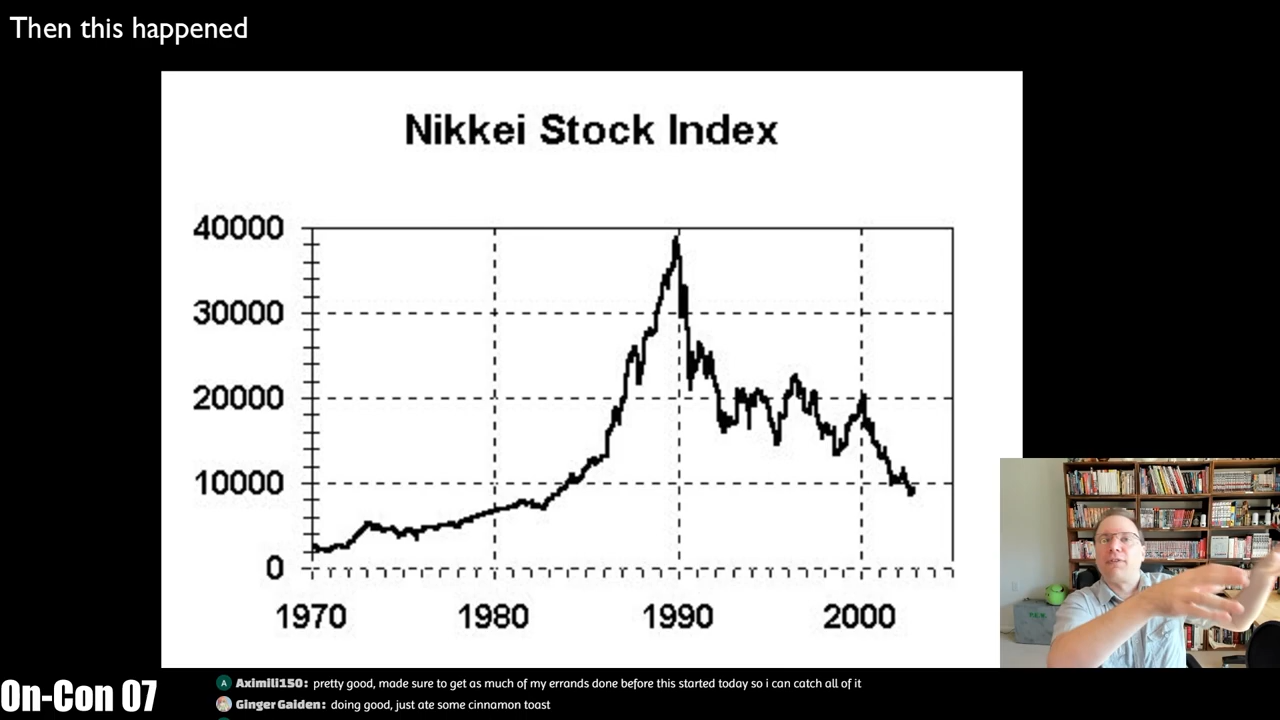 Then this happened
Nikkei Stock Index
40000
30000
20000
10000
0
1970 1980 1990 2000
On-Con 07
A Aximili150: pretty good, made sure to get as much of my errands done before this started today so i can catch all of it
Ginger Gaiden: doing good, just ate some cinnamon toast